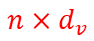 n × d_v